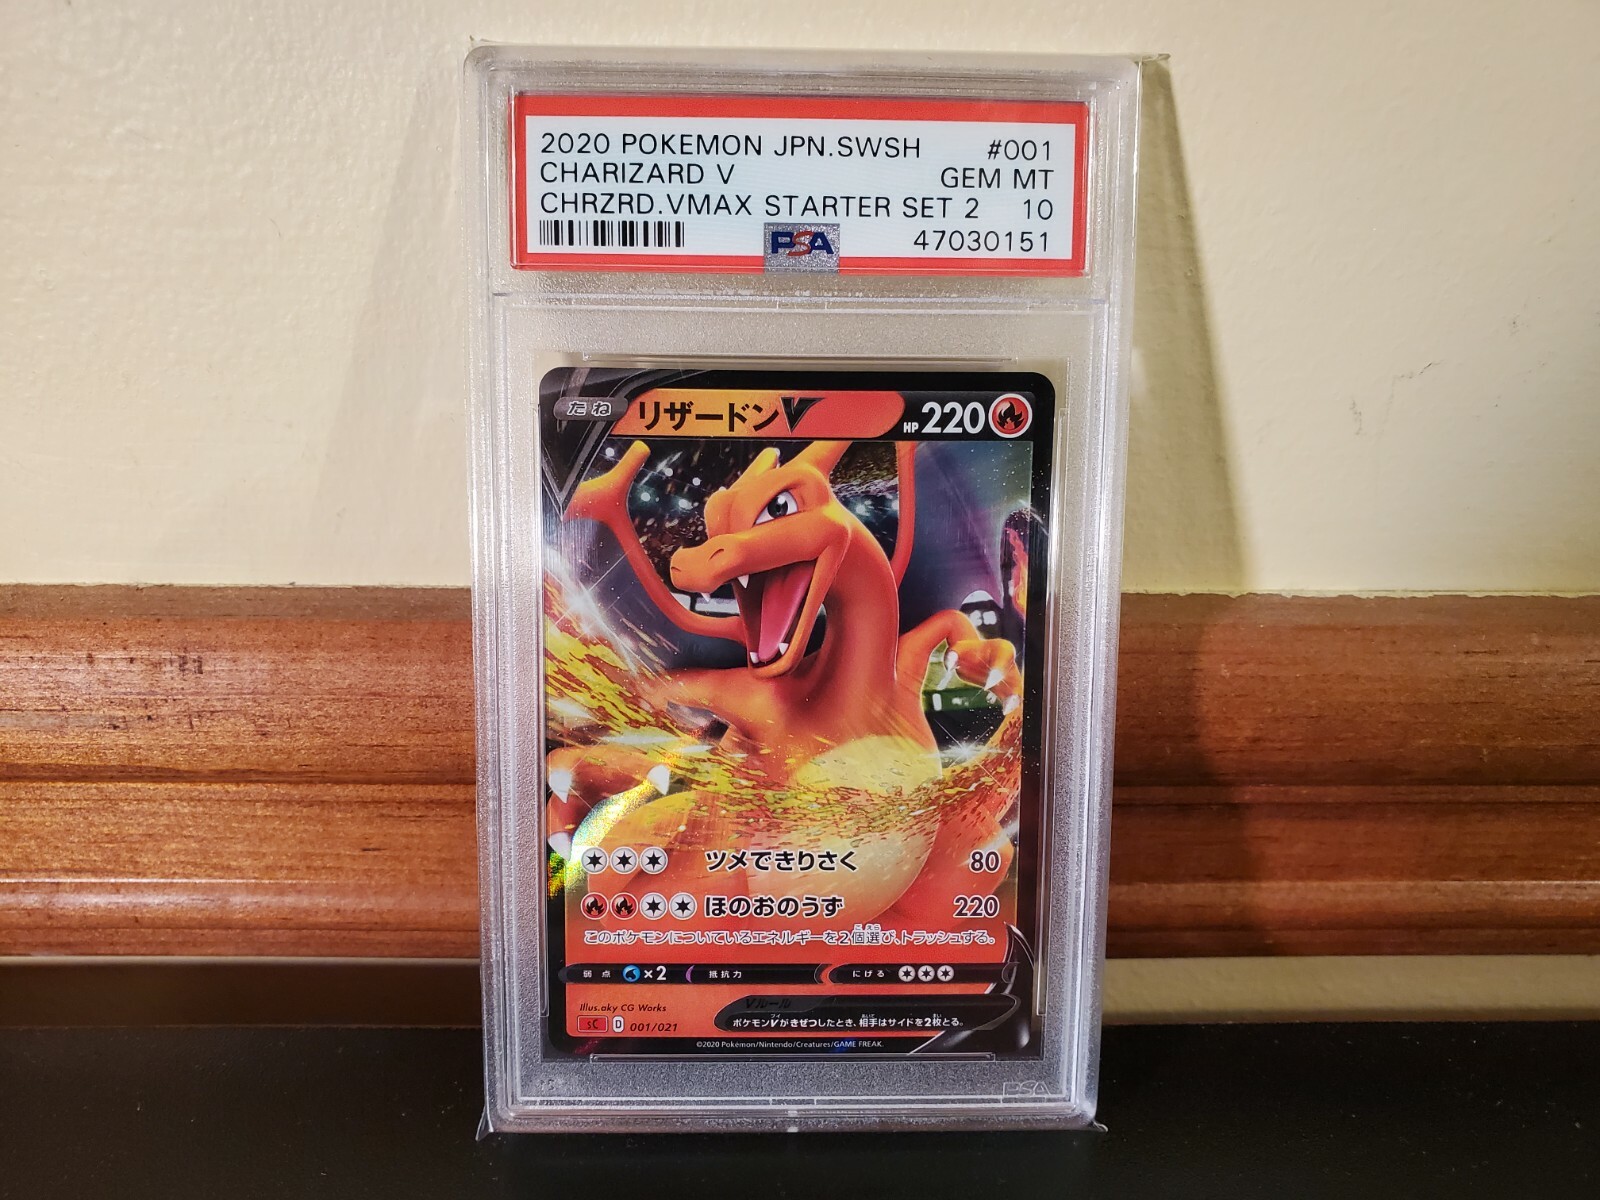 2020 POKEMON JPN.SWSH #001
CHARIZARD V GEM MT
CHRZRD.VMAX STARTER SET 2 10
PSA 47030151
たね リザードンV HP220
ツメできりさく 80
ほのおのうず 220
このポケモンについているエネルギーを2個選び、トラッシュする。
弱点 ×2 抵抗力 にげる
Illus.aky CG Works
Vルール
sC D 001/021
ポケモンVがきぜつしたとき、相手はサイドを2枚とる。
©2020 Pokémon/Nintendo/Creatures/GAME FREAK.
PSA